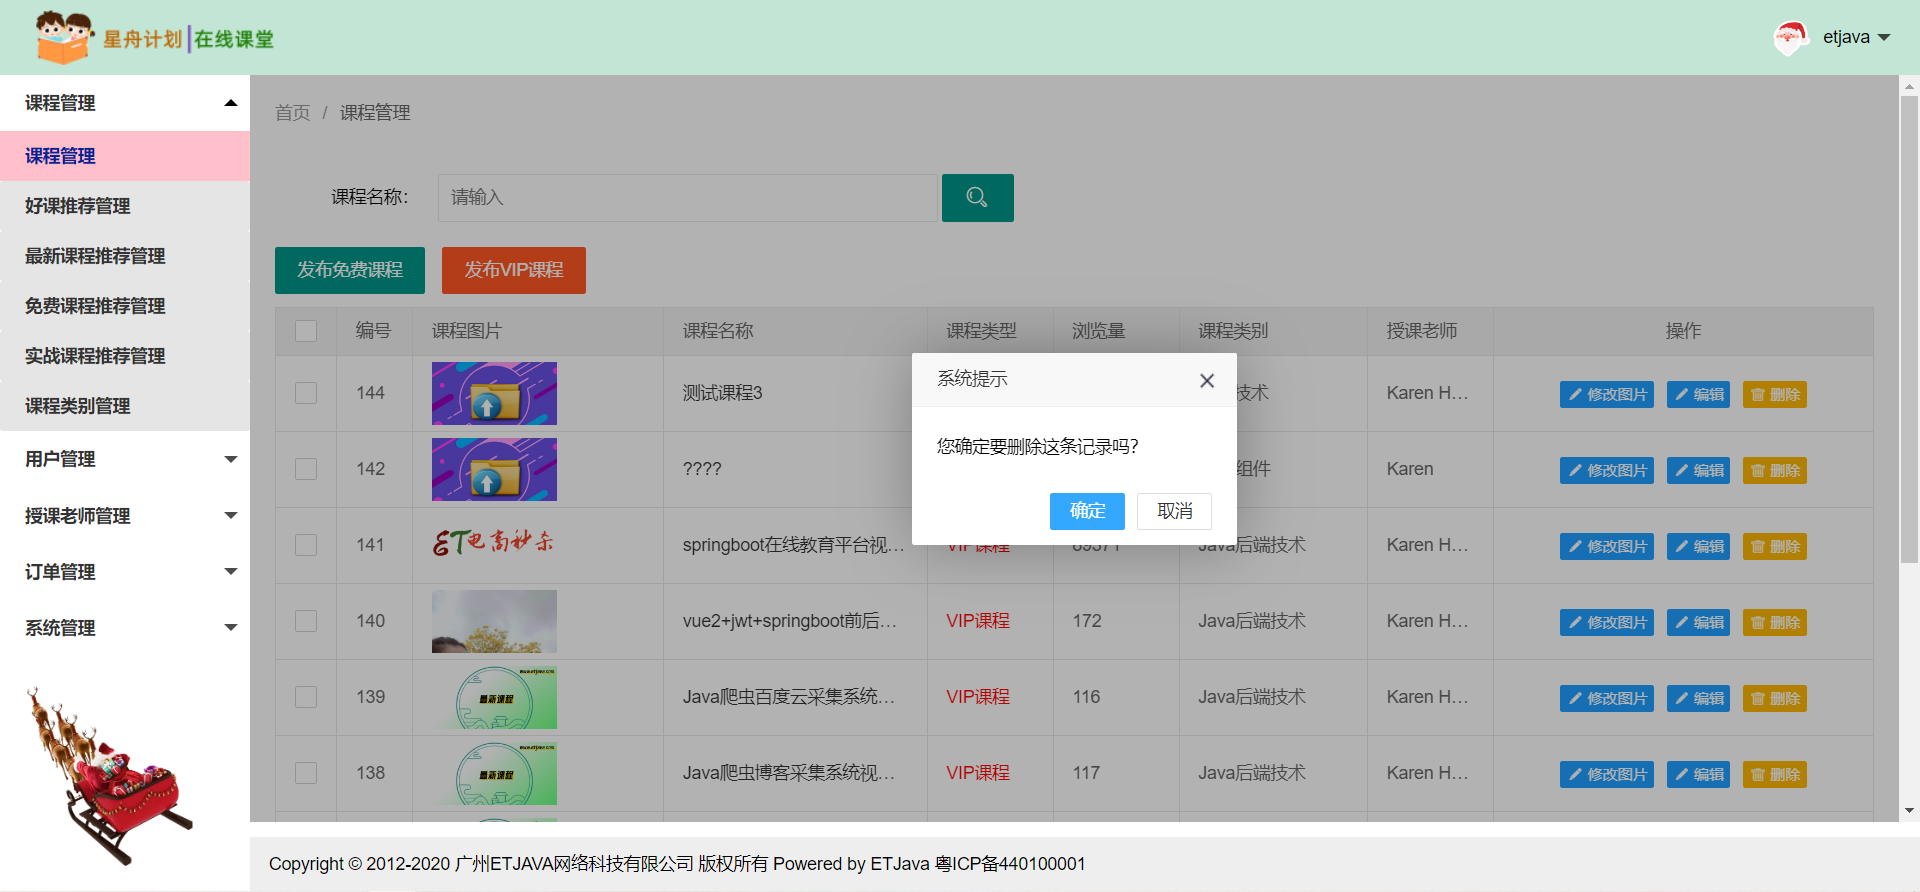 星舟计划|在线课堂
etjava
课程管理
课程管理
好课推荐管理
最新课程推荐管理
免费课程推荐管理
实战课程推荐管理
课程类别管理
用户管理
授课老师管理
订单管理
系统管理
首页 / 课程管理
课程名称: 请输入
发布免费课程 发布VIP课程
编号 课程图片 课程名称 课程类型 浏览量 课程类别 授课老师 操作
144 测试课程3 技术 Karen H... 修改图片 编辑 删除
142 ???? 组件 Karen 修改图片 编辑 删除
141 ET电商秒杀 springboot在线教育平台视... VIP课程 69371 Java后端技术 Karen H... 修改图片 编辑 删除
140 vue2+jwt+springboot前后... VIP课程 172 Java后端技术 Karen H... 修改图片 编辑 删除
139 最新课程 Java爬虫百度云采集系统... VIP课程 116 Java后端技术 Karen H... 修改图片 编辑 删除
138 最新课程 Java爬虫博客采集系统视... VIP课程 117 Java后端技术 Karen H... 修改图片 编辑 删除
系统提示
您确定要删除这条记录吗?
确定 取消
Copyright © 2012-2020 广州ETJAVA网络科技有限公司 版权所有 Powered by ETJava 粤ICP备440100001